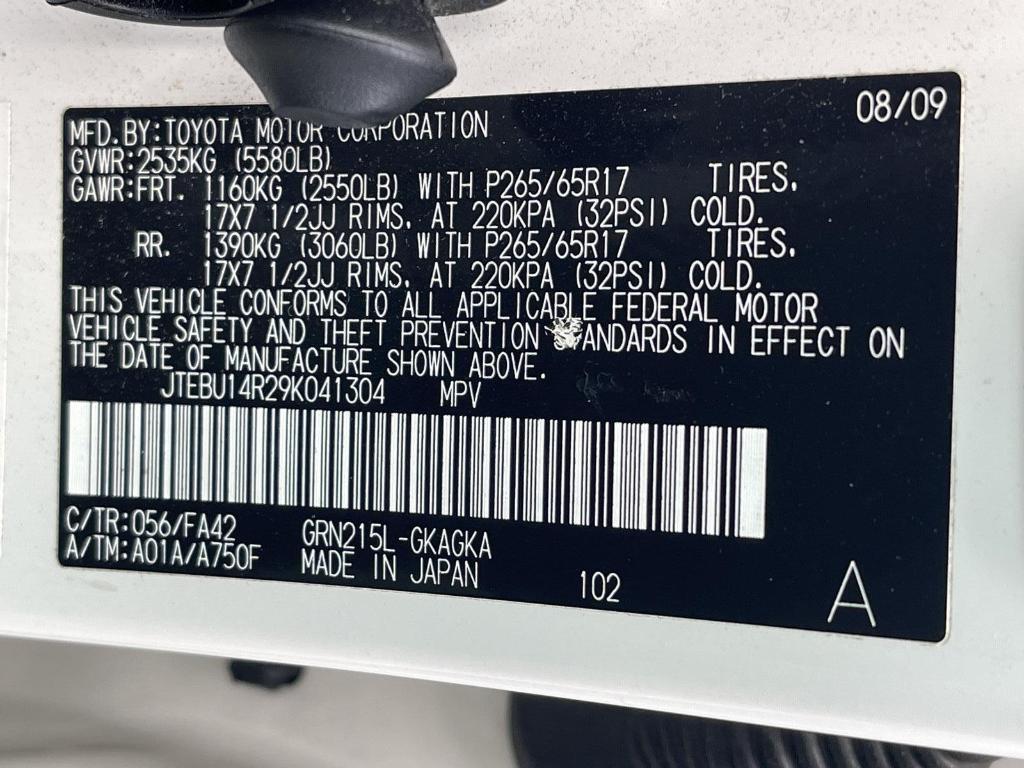 08/09
MFD.BY:TOYOTA MOTOR CORPORATION
GVWR:2535KG (5580LB)
GAWR:FRT. 1160KG (2550LB) WITH P265/65R17 TIRES.
17X7 1/2JJ RIMS. AT 220KPA (32PSI) COLD.
RR. 1390KG (3060LB) WITH P265/65R17 TIRES.
17X7 1/2JJ RIMS. AT 220KPA (32PSI) COLD.
THIS VEHICLE CONFORMS TO ALL APPLICABLE FEDERAL MOTOR
VEHICLE SAFETY AND THEFT PREVENTION STANDARDS IN EFFECT ON
THE DATE OF MANUFACTURE SHOWN ABOVE.
JTEBU14R29K041304 MPV
C/TR:056/FA42 GRN215L-GKAGKA
A/TM:A01A/A750F MADE IN JAPAN 102 A